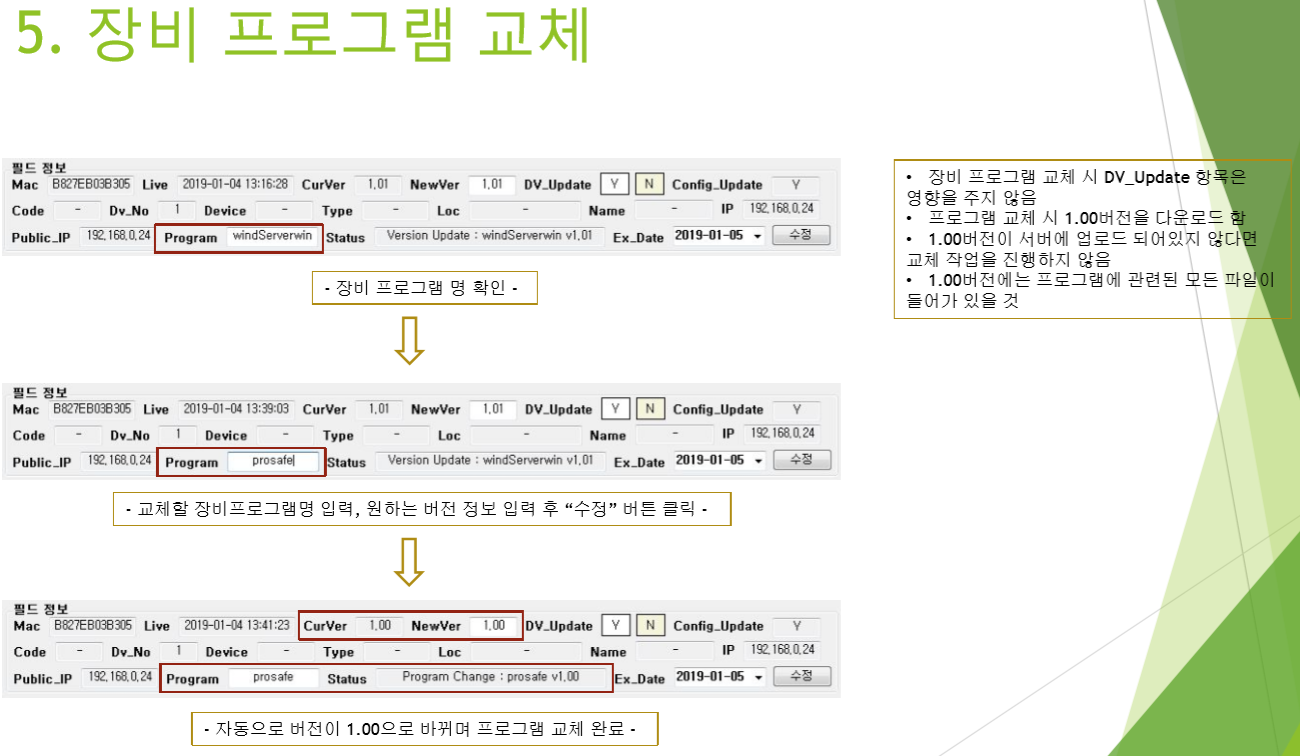 5. 장비 프로그램 교체
필드 정보
Mac B827EB03B305 Live 2019-01-04 13:16:28 CurVer 1,01 NewVer 1,01 DV_Update Y N Config_Update Y
Code - Dv_No 1 Device - Type - Loc - Name - IP 192,168,0,24
Public_IP 192,168,0,24 Program windServerwin Status Version Update : windServerwin v1,01 Ex_Date 2019-01-05 수정
- 장비 프로그램 명 확인 -
필드 정보
Mac B827EB03B305 Live 2019-01-04 13:39:03 CurVer 1,01 NewVer 1,01 DV_Update Y N Config_Update Y
Code - Dv_No 1 Device - Type - Loc - Name - IP 192,168,0,24
Public_IP 192,168,0,24 Program prosafe Status Version Update : windServerwin v1,01 Ex_Date 2019-01-05 수정
- 교체할 장비프로그램명 입력, 원하는 버전 정보 입력 후 “수정” 버튼 클릭 -
필드 정보
Mac B827EB03B305 Live 2019-01-04 13:41:23 CurVer 1,00 NewVer 1,00 DV_Update Y N Config_Update Y
Code - Dv_No 1 Device - Type - Loc - Name - IP 192,168,0,24
Public_IP 192,168,0,24 Program prosafe Status Program Change : prosafe v1,00 Ex_Date 2019-01-05 수정
- 자동으로 버전이 1.00으로 바뀌며 프로그램 교체 완료 -
• 장비 프로그램 교체 시 DV_Update 항목은
영향을 주지 않음
• 프로그램 교체 시 1.00버전을 다운로드 함
• 1.00버전이 서버에 업로드 되어있지 않다면
교체 작업을 진행하지 않음
• 1.00버전에는 프로그램에 관련된 모든 파일이
들어가 있을 것